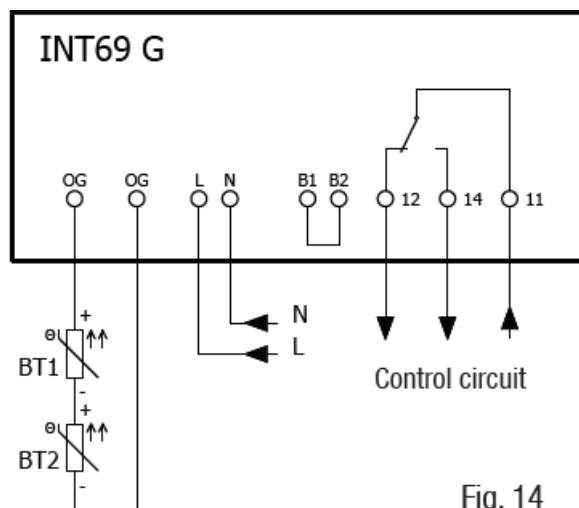 INT69 G
OG OG L N B1 B2
12 14 11
N
L
Control circuit
Θ + BT1 -
Θ + BT2 -
Fig. 14